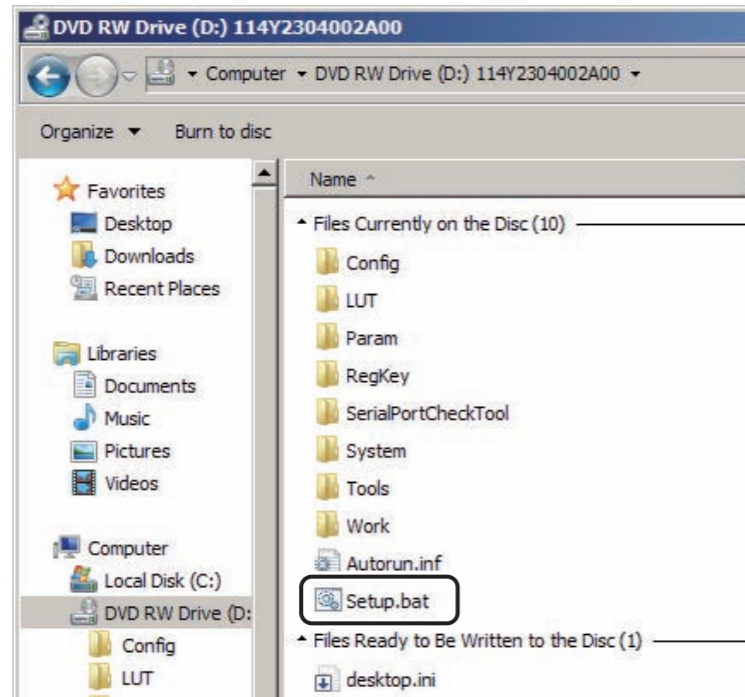 DVD RW Drive (D:) 114Y2304002A00
Computer DVD RW Drive (D:) 114Y2304002A00
Organize Burn to disc
Favorites
Desktop
Downloads
Recent Places
Libraries
Documents
Music
Pictures
Videos
Computer
Local Disk (C:)
DVD RW Drive (D:
Config
LUT
Name
Files Currently on the Disc (10)
Config
LUT
Param
RegKey
SerialPortCheckTool
System
Tools
Work
Autorun.inf
Setup.bat
Files Ready to Be Written to the Disc (1)
desktop.ini